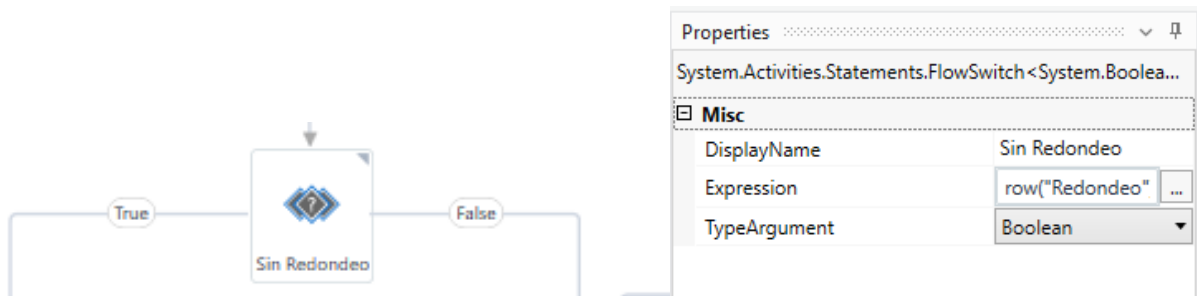 Properties
System.Activities.Statements.FlowSwitch<System.Boolea...
Misc
DisplayName Sin Redondeo
Expression row("Redondeo" ...
TypeArgument Boolean
True
False
Sin Redondeo